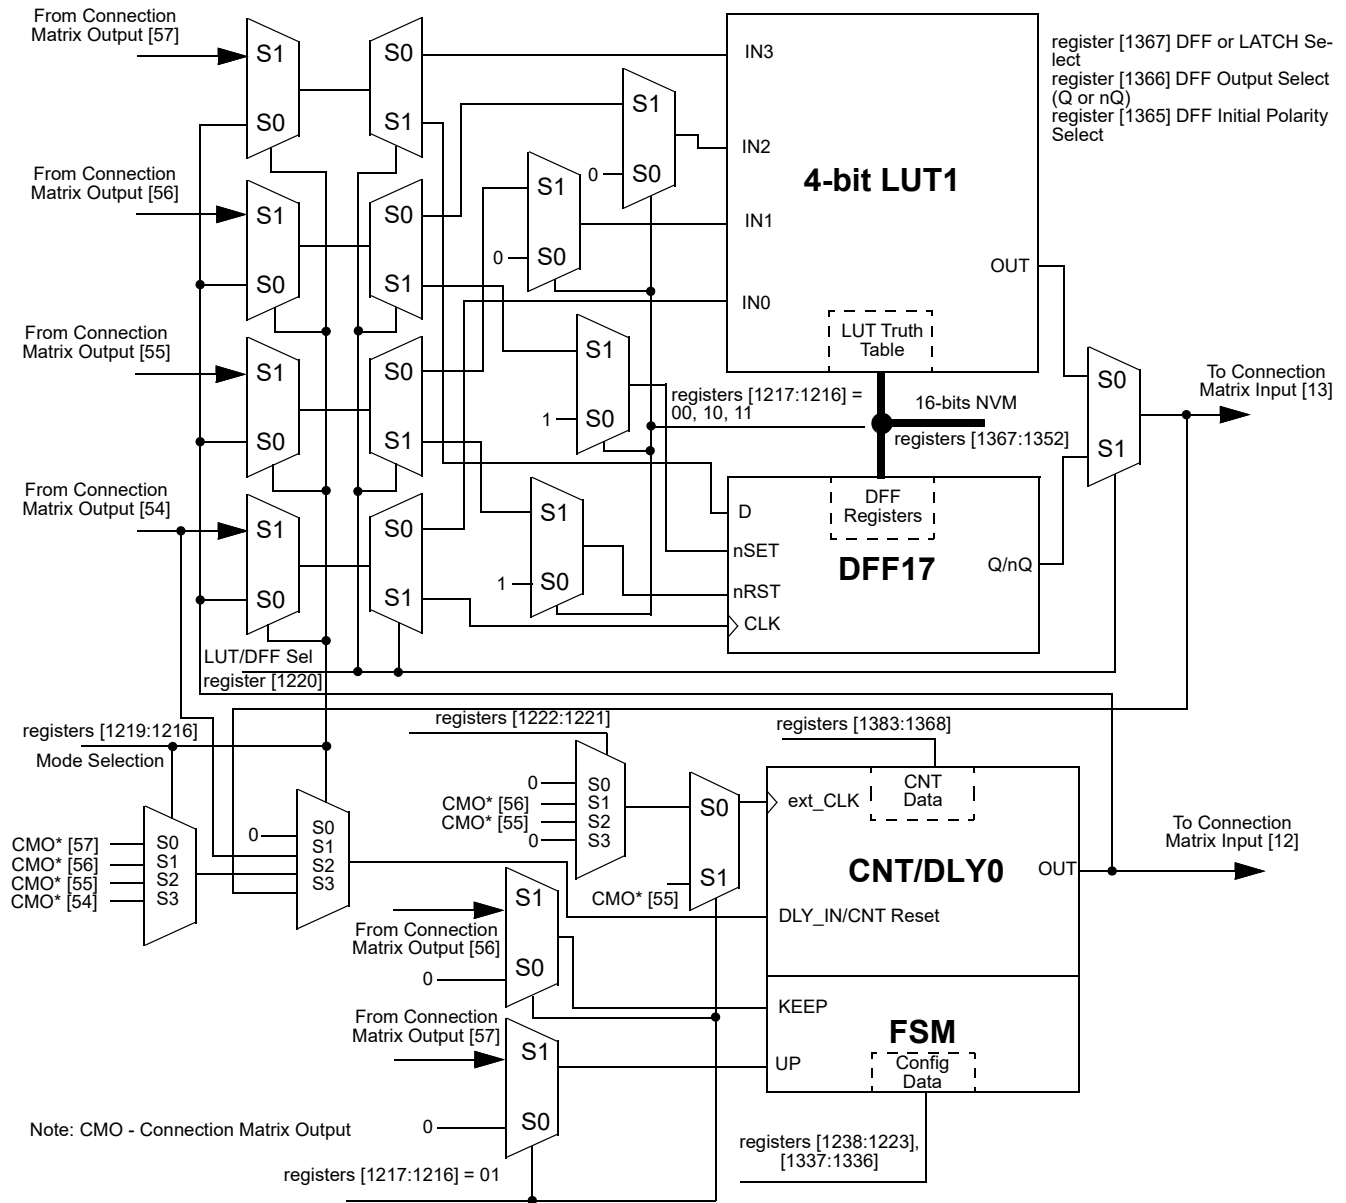 From Connection
Matrix Output [57]
S1
S0
S0
S1
From Connection
Matrix Output [56]
S1
S0
S0
S1
From Connection
Matrix Output [55]
S1
S0
S0
S1
From Connection
Matrix Output [54]
S1
S0
S0
S1
S1
0
S0
S1
0
S0
S1
1
S0
S1
1
S0
IN3
IN2
IN1
IN0
4-bit LUT1
OUT
LUT Truth
Table
register [1367] DFF or LATCH Se-
lect
register [1366] DFF Output Select
(Q or nQ)
register [1365] DFF Initial Polarity
Select
registers [1217:1216] =
00, 10, 11
16-bits NVM
registers [1367:1352]
S0
S1
To Connection
Matrix Input [13]
DFF
Registers
D
nSET
nRST
CLK
DFF17
Q/nQ
LUT/DFF Sel
register [1220]
registers [1219:1216]
Mode Selection
CMO* [57]
CMO* [56]
CMO* [55]
CMO* [54]
S0
S1
S2
S3
0
S0
S1
S2
S3
registers [1222:1221]
0
CMO* [56]
CMO* [55]
0
S0
S1
S2
S3
S0
S1
CMO* [55]
registers [1383:1368]
ext_CLK
CNT
Data
CNT/DLY0
OUT
DLY_IN/CNT Reset
To Connection
Matrix Input [12]
From Connection
Matrix Output [56]
S1
0
S0
From Connection
Matrix Output [57]
S1
0
S0
KEEP
FSM
UP
Config
Data
Note: CMO - Connection Matrix Output
registers [1217:1216] = 01
registers [1238:1223],
[1337:1336]